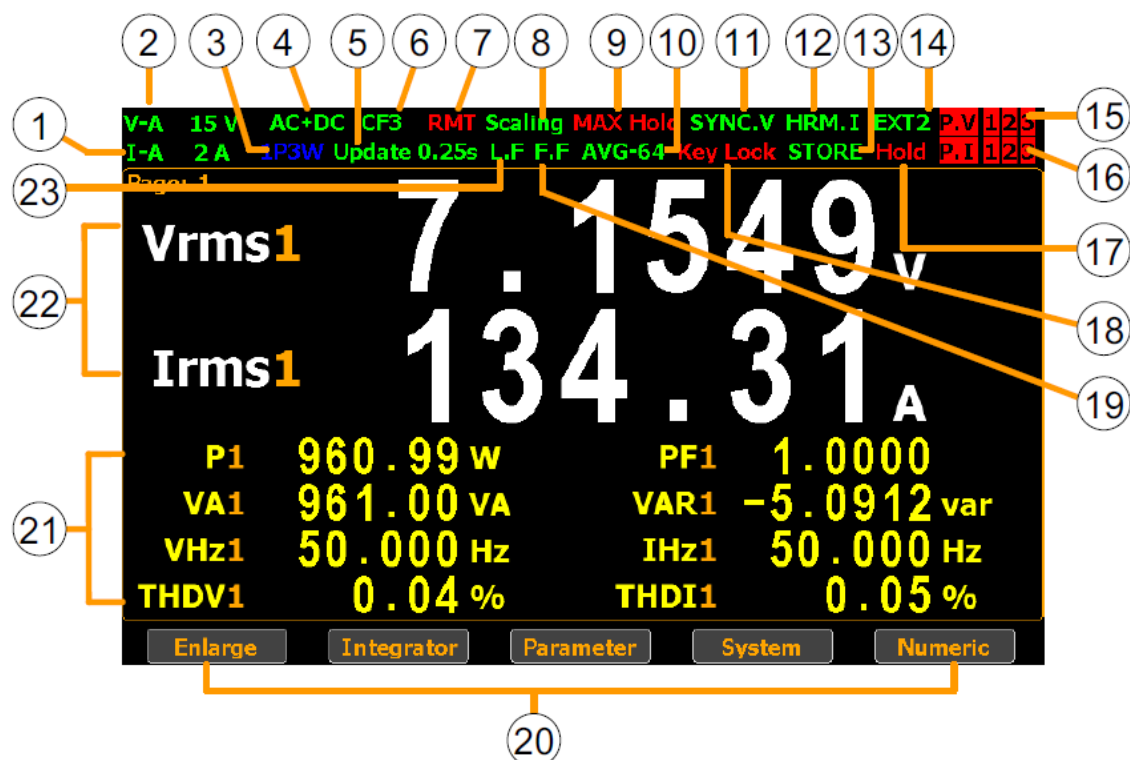 2 3 4 5 6 7 8 9 10 11 12 13 14
1 V-A 15 V AC+DC CF3 RMT Scaling MAX Hold SYNC.V HRM.I EXT2 P.V 1 2 S 15
I-A 2 A 1P3W Update 0.25s L.F F.F AVG-64 Key Lock STORE Hold P.I 1 2 S 16
23 Page: 1
Vrms1 7.1549 V 17
22
18
Irms1 134.31 A 19
P1 960.99 W PF1 1.0000
VA1 961.00 VA VAR1 -5.0912 var
21
VHz1 50.000 Hz IHz1 50.000 Hz
THDV1 0.04 % THDI1 0.05 %
Enlarge Integrator Parameter System Numeric
20